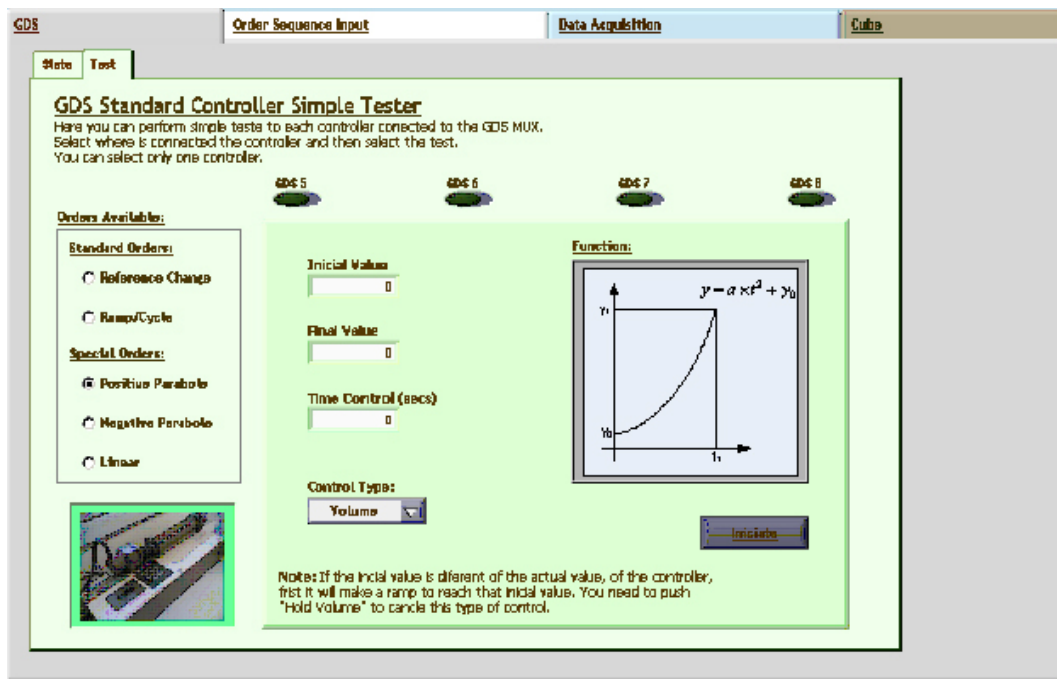 GDS
Order Sequence Input
Data Acquisition
Cube
State
Test
GDS Standard Controller Simple Tester
Here you can perform simple tests to each controller conected to the GDS MUX.
Select where is connected the controller and then select the test.
You can select only one controller.
GDS 5
GDS 6
GDS 7
GDS 8
Orders Available:
Standard Orders:
Reference Change
Ramp/Cycle
Special Orders:
Positive Parabole
Negative Parabole
Linear
Inicial Value
0
Final Value
0
Time Control (secs)
0
Control Type:
Volume
Function:
y = a × t² + y₀
y₁
y₀
t₁
Iniciate
Note: If the incial value is diferent of the actual value, of the controller,
frist it will make a ramp to reach that inicial value. You need to push
"Hold Volume" to cancle this type of control.